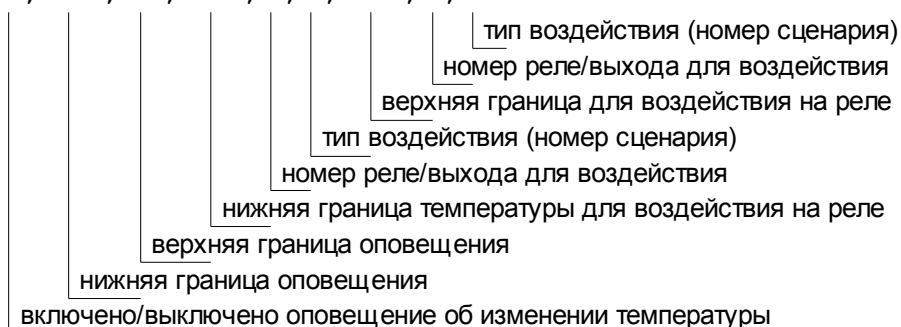 тип воздействия (номер сценария)
номер реле/выхода для воздействия
верхняя граница для воздействия на реле
тип воздействия (номер сценария)
номер реле/выхода для воздействия
нижняя граница температуры для воздействия на реле
верхняя граница оповещения
нижняя граница оповещения
включено/выключено оповещение об изменении температуры